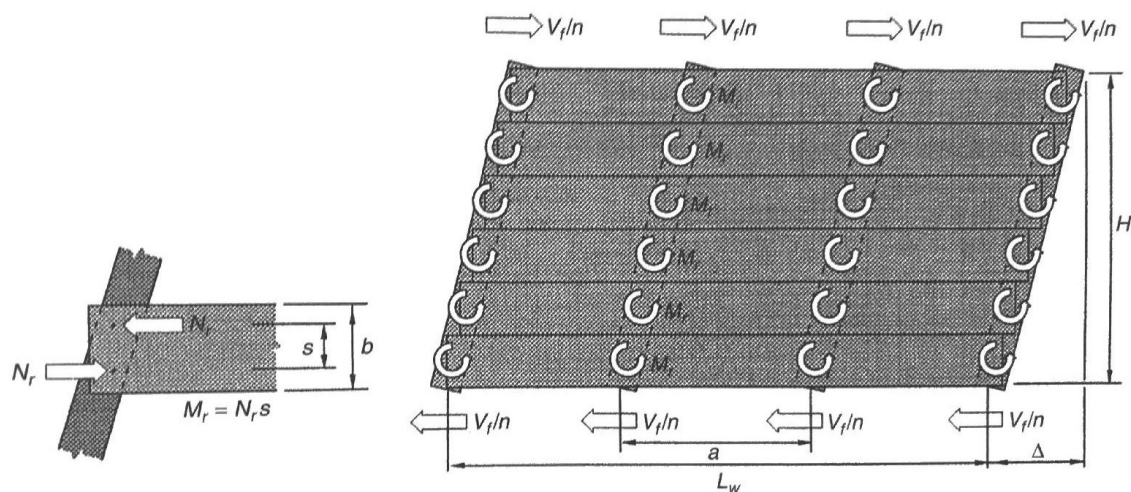 V_f/n V_f/n V_f/n V_f/n
M_r
M_r
M_r
H
M_r
N_r s b
M_r
N_r
M_r
M_r = N_r s
V_f/n V_f/n V_f/n V_f/n
a Δ
L_w